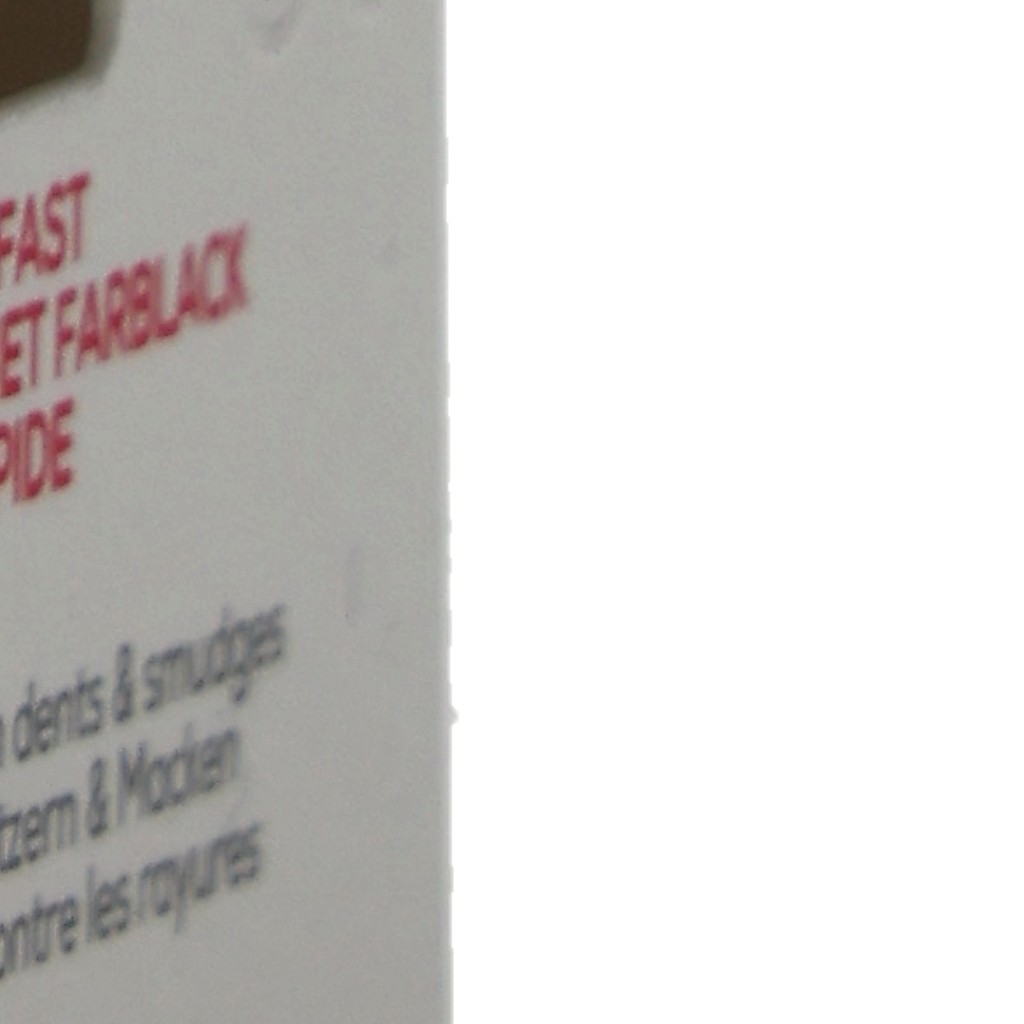 FAST
ET FARBLACK
PIDE
dents & smudges
tzern & Macken
ontre les rayures